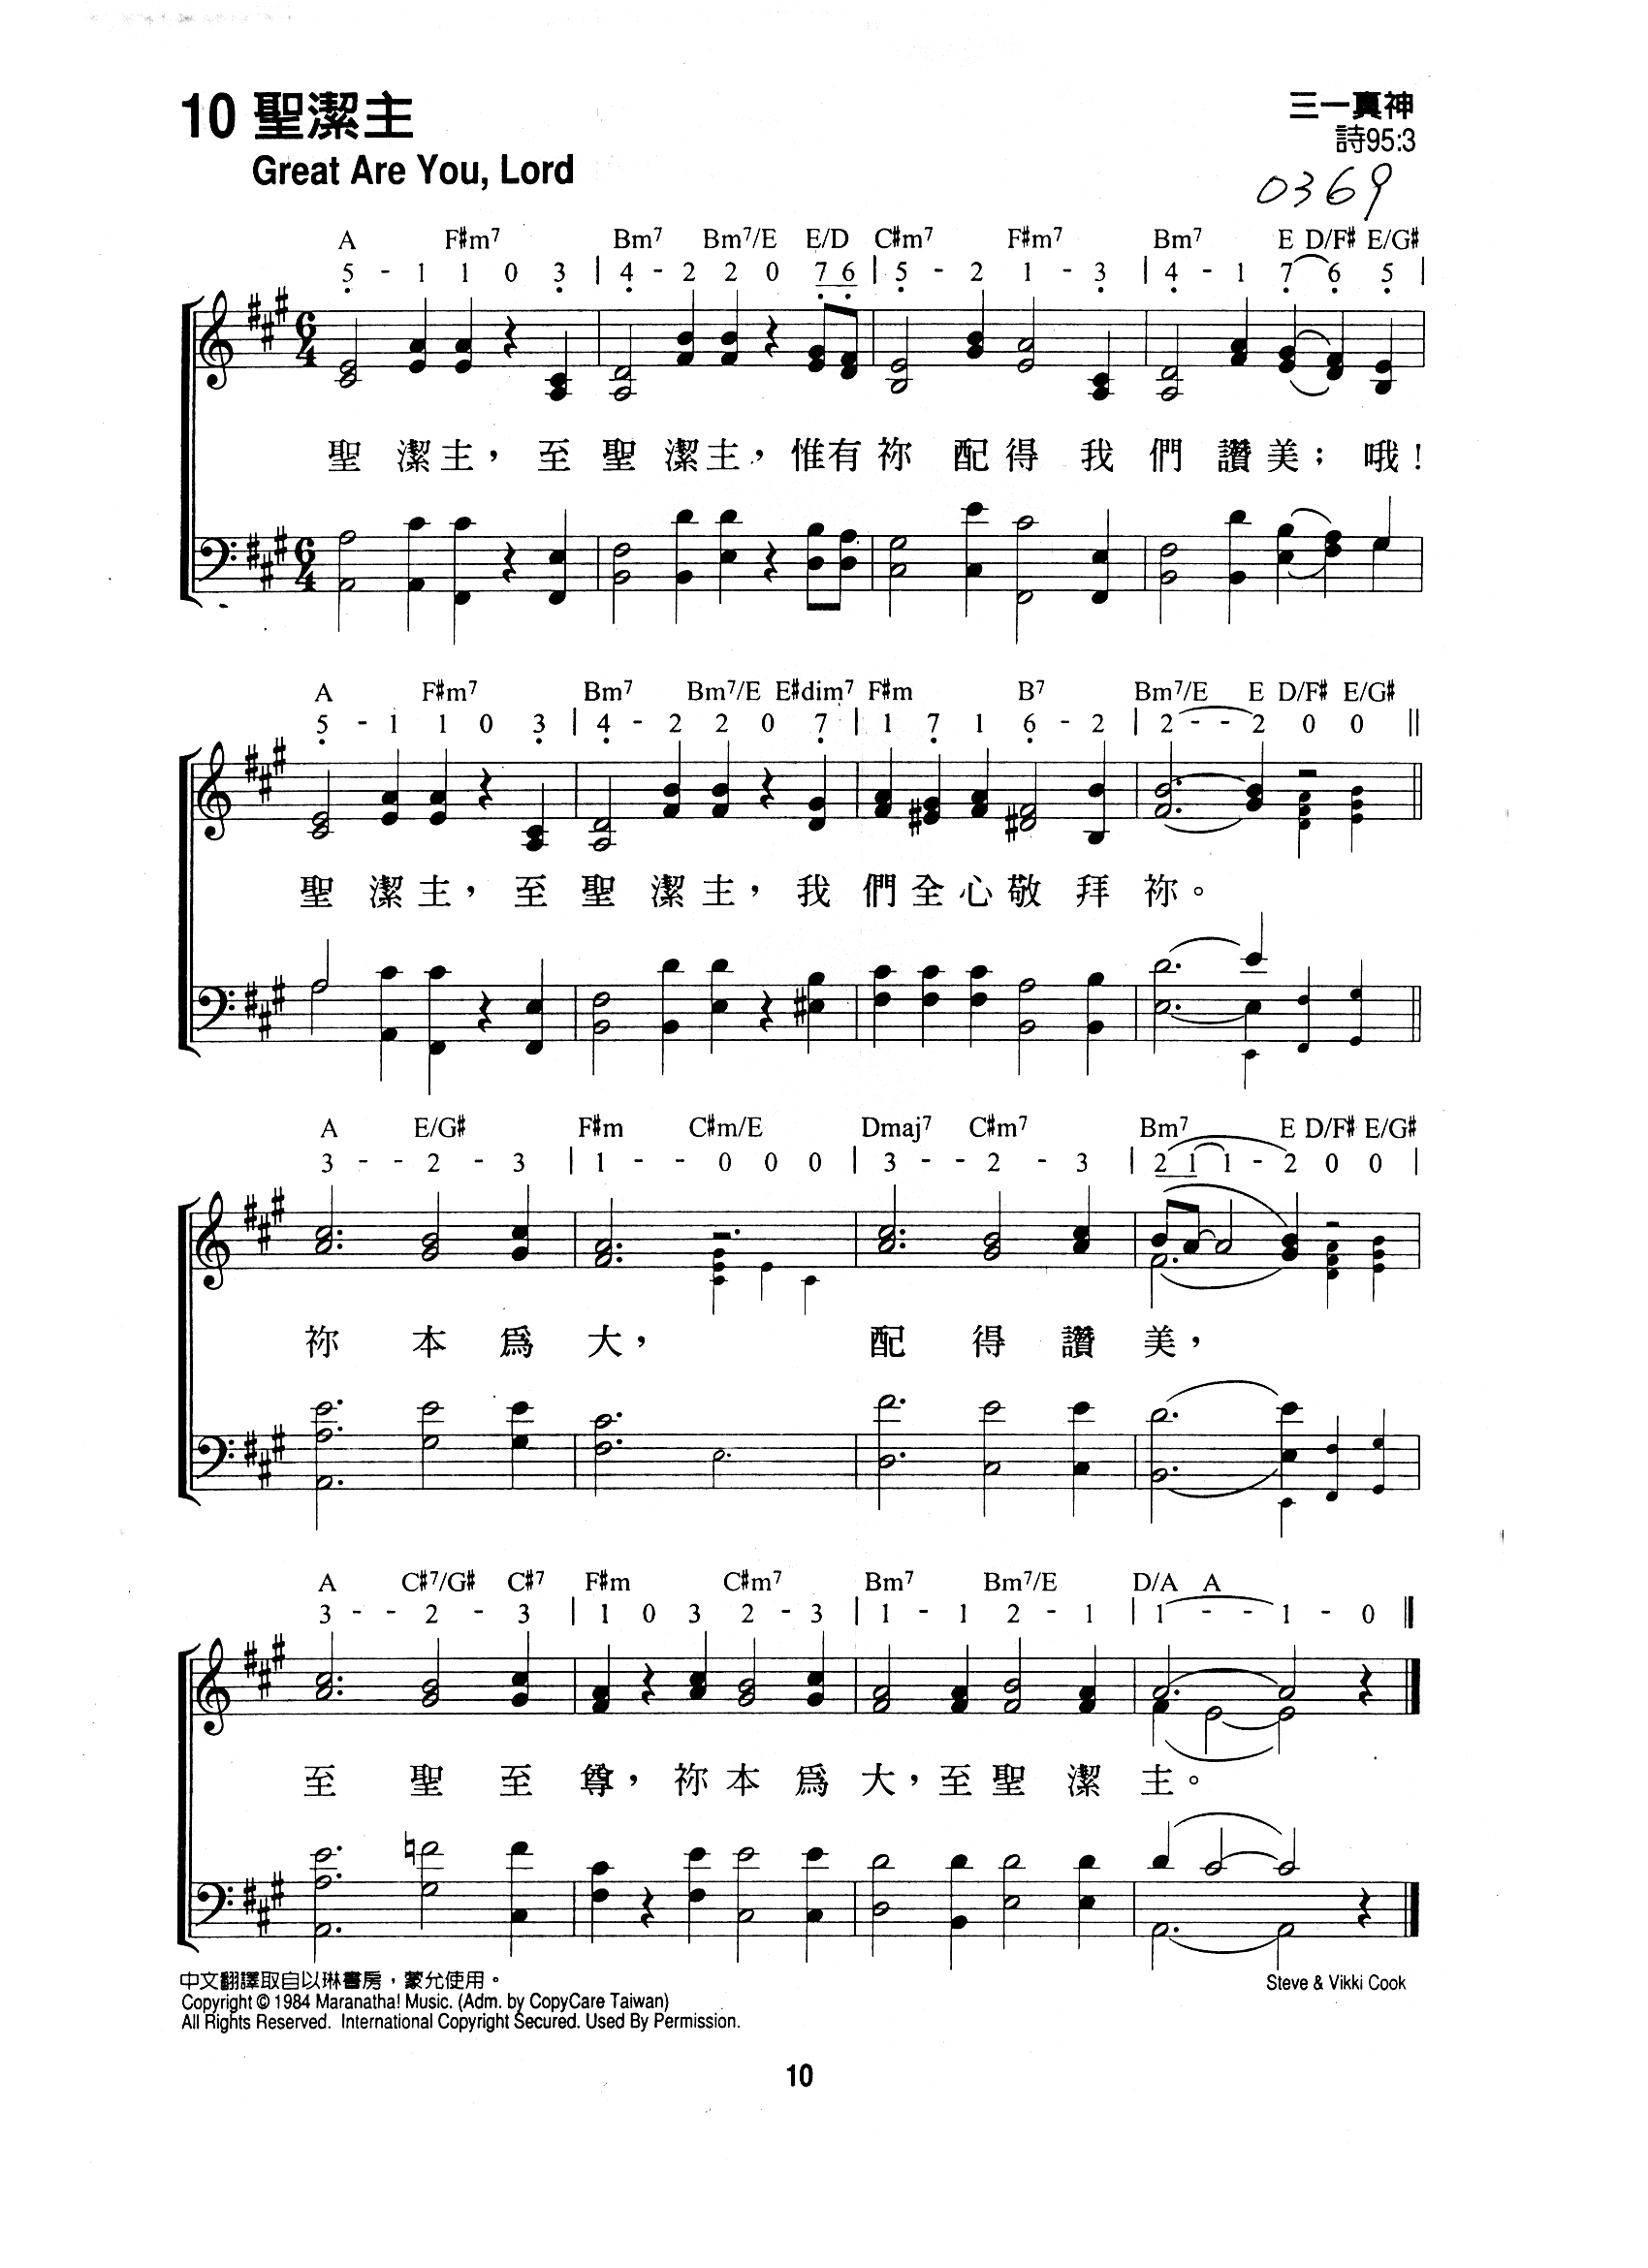 10 聖潔主
三一真神
Great Are You, Lord
詩95:3
0369
A F#m7 Bm7 Bm7/E E/D C#m7 F#m7 Bm7 E D/F# E/G#
5 - 1 1 0 3 | 4 - 2 2 0 7 6 | 5 - 2 1 - 3 | 4 - 1 7 6 5 |
6/4
聖潔主，至聖潔主，惟有祢配得我們讚美；哦！
6/4
A F#m7 Bm7 Bm7/E E#dim7 F#m B7 Bm7/E E D/F# E/G#
5 - 1 1 0 3 | 4 - 2 2 0 7 | 1 7 1 6 - 2 | 2 - - 2 0 0 ||
聖潔主，至聖潔主，我們全心敬拜祢。
A E/G# F#m C#m/E Dmaj7 C#m7 Bm7 E D/F# E/G#
3 - - 2 - 3 | 1 - - 0 0 0 | 3 - - 2 - 3 | 2 1 1 - 2 0 0 |
祢本為大，配得讚美，
A C#7/G# C#7 F#m C#m7 Bm7 Bm7/E D/A A
3 - - 2 - 3 | 1 0 3 2 - 3 | 1 - 1 2 - 1 | 1 - - 1 - 0 ||
至聖至尊，祢本為大，至聖潔主。
中文翻譯取自以琳書房，蒙允使用。
Steve & Vikki Cook
Copyright © 1984 Maranatha! Music. (Adm. by CopyCare Taiwan)
All Rights Reserved. International Copyright Secured. Used By Permission.
10